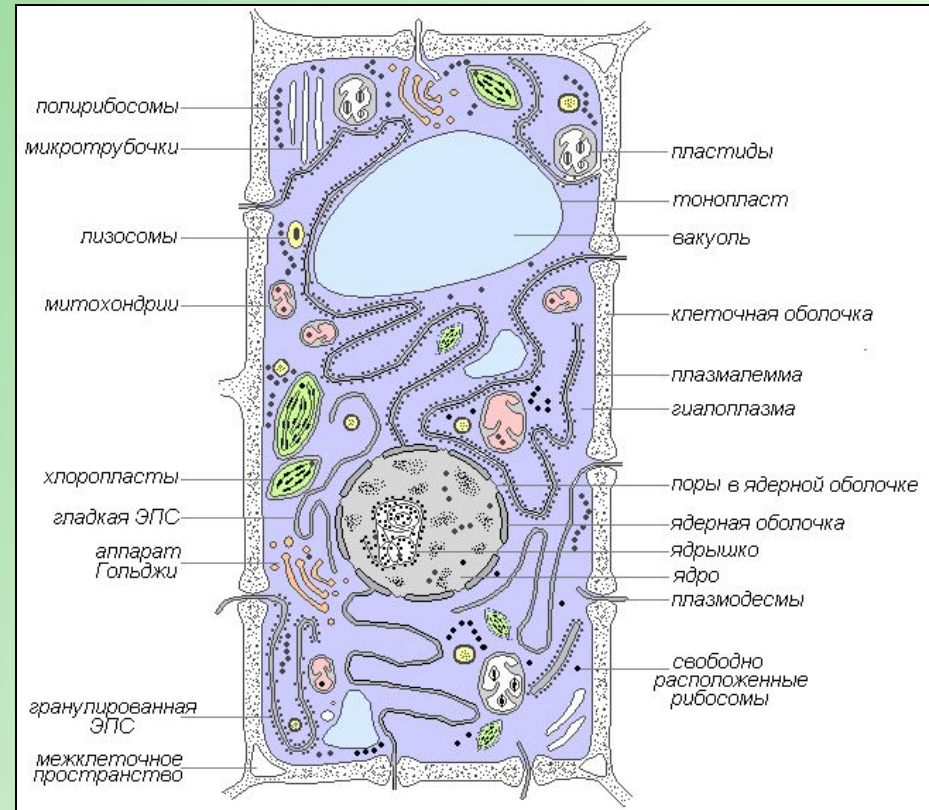 полирибосомы
микротрубочки
лизосомы
митохондрии
хлоропласты
гладкая ЭПС
аппарат
Гольджи
гранулированная
ЭПС
межклеточное
пространство
пластиды
тонопласт
вакуоль
клеточная оболочка
плазмалемма
гиалоплазма
поры в ядерной оболочке
ядерная оболочка
ядрышко
ядро
плазмодесмы
свободно
расположенные
рибосомы